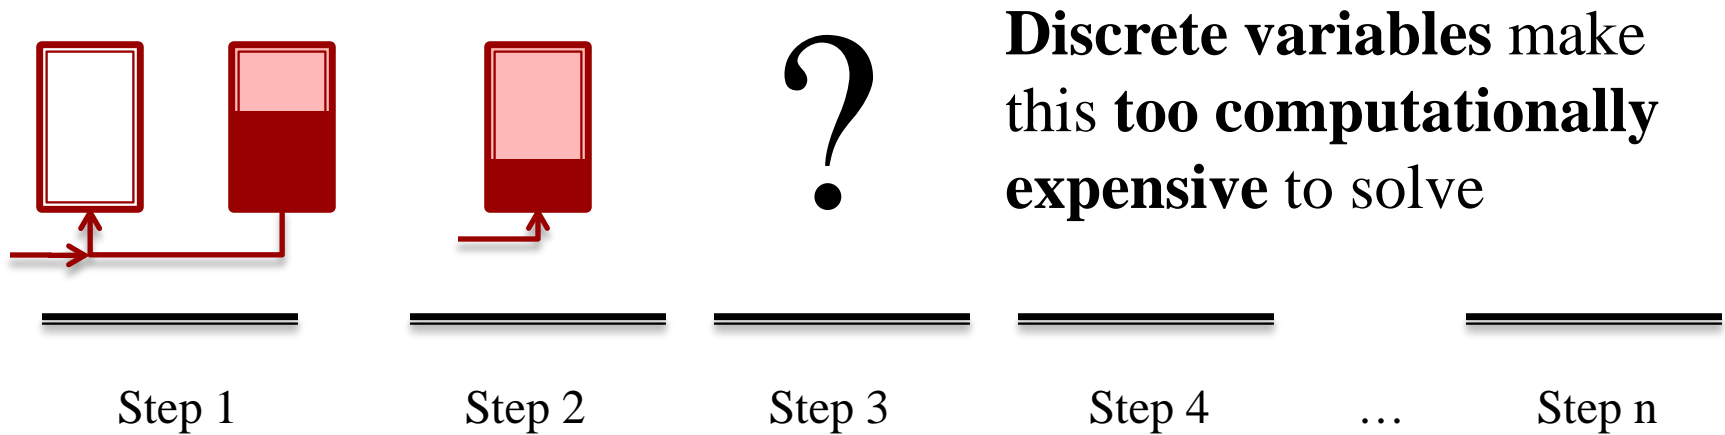 ?
Discrete variables make
this too computationally
expensive to solve
Step 1
Step 2
Step 3
Step 4
...
Step n